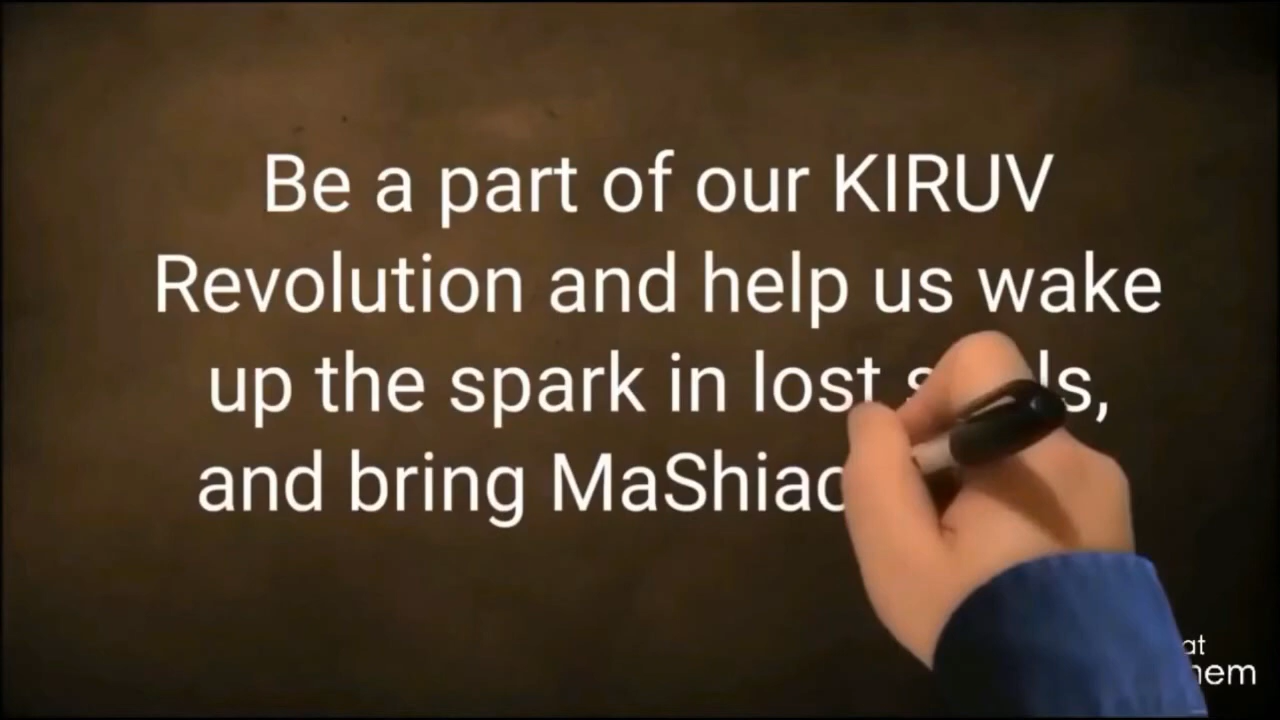 Be a part of our KIRUV
Revolution and help us wake
up the spark in lost
and bring